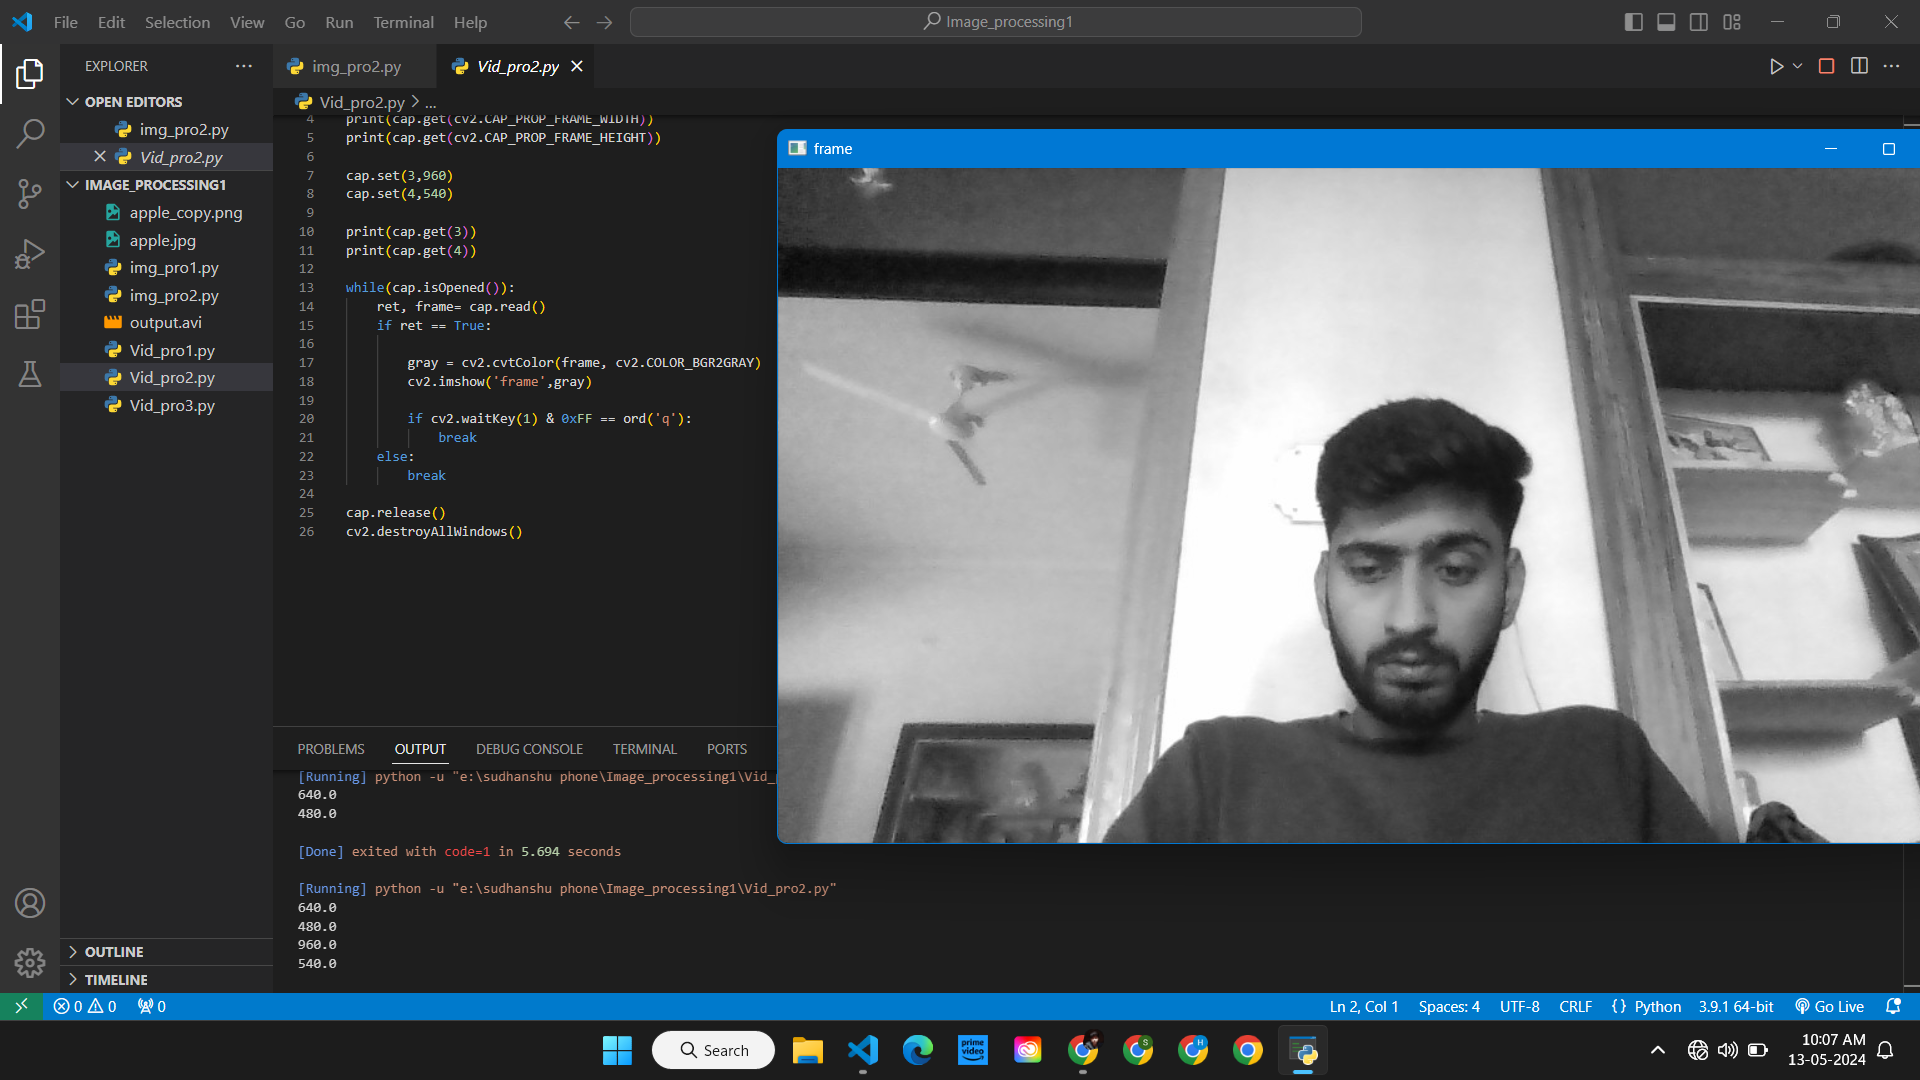 File Edit Selection View Go Run Terminal Help
Image_processing1
EXPLORER
OPEN EDITORS
img_pro2.py
Vid_pro2.py
IMAGE_PROCESSING1
apple_copy.png
apple.jpg
img_pro1.py
img_pro2.py
output.avi
Vid_pro1.py
Vid_pro2.py
Vid_pro3.py
OUTLINE
TIMELINE
img_pro2.py Vid_pro2.py
Vid_pro2.py > ...
4 print(cap.get(cv2.CAP_PROP_FRAME_WIDTH))
5 print(cap.get(cv2.CAP_PROP_FRAME_HEIGHT))
6
7 cap.set(3,960)
8 cap.set(4,540)
9
10 print(cap.get(3))
11 print(cap.get(4))
12
13 while(cap.isOpened()):
14     ret, frame= cap.read()
15     if ret == True:
16
17         gray = cv2.cvtColor(frame, cv2.COLOR_BGR2GRAY)
18         cv2.imshow('frame',gray)
19
20         if cv2.waitKey(1) & 0xFF == ord('q'):
21             break
22     else:
23         break
24
25 cap.release()
26 cv2.destroyAllWindows()
frame
PROBLEMS OUTPUT DEBUG CONSOLE TERMINAL PORTS
[Running] python -u "e:\sudhanshu phone\Image_processing1\Vid_
640.0
480.0
[Done] exited with code=1 in 5.694 seconds
[Running] python -u "e:\sudhanshu phone\Image_processing1\Vid_pro2.py"
640.0
480.0
960.0
540.0
0 0 0
Ln 2, Col 1 Spaces: 4 UTF-8 CRLF {} Python 3.9.1 64-bit Go Live
Search
prime video
S
H
10:07 AM
13-05-2024